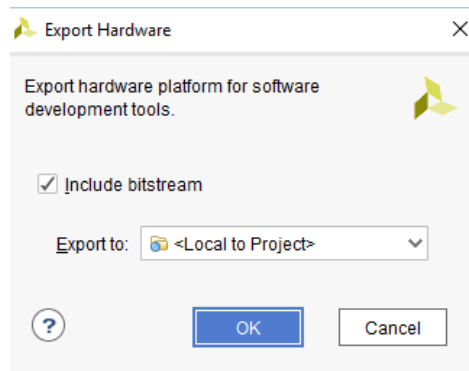 Export Hardware
Export hardware platform for software
development tools.
Include bitstream
Export to: <Local to Project>
? OK Cancel